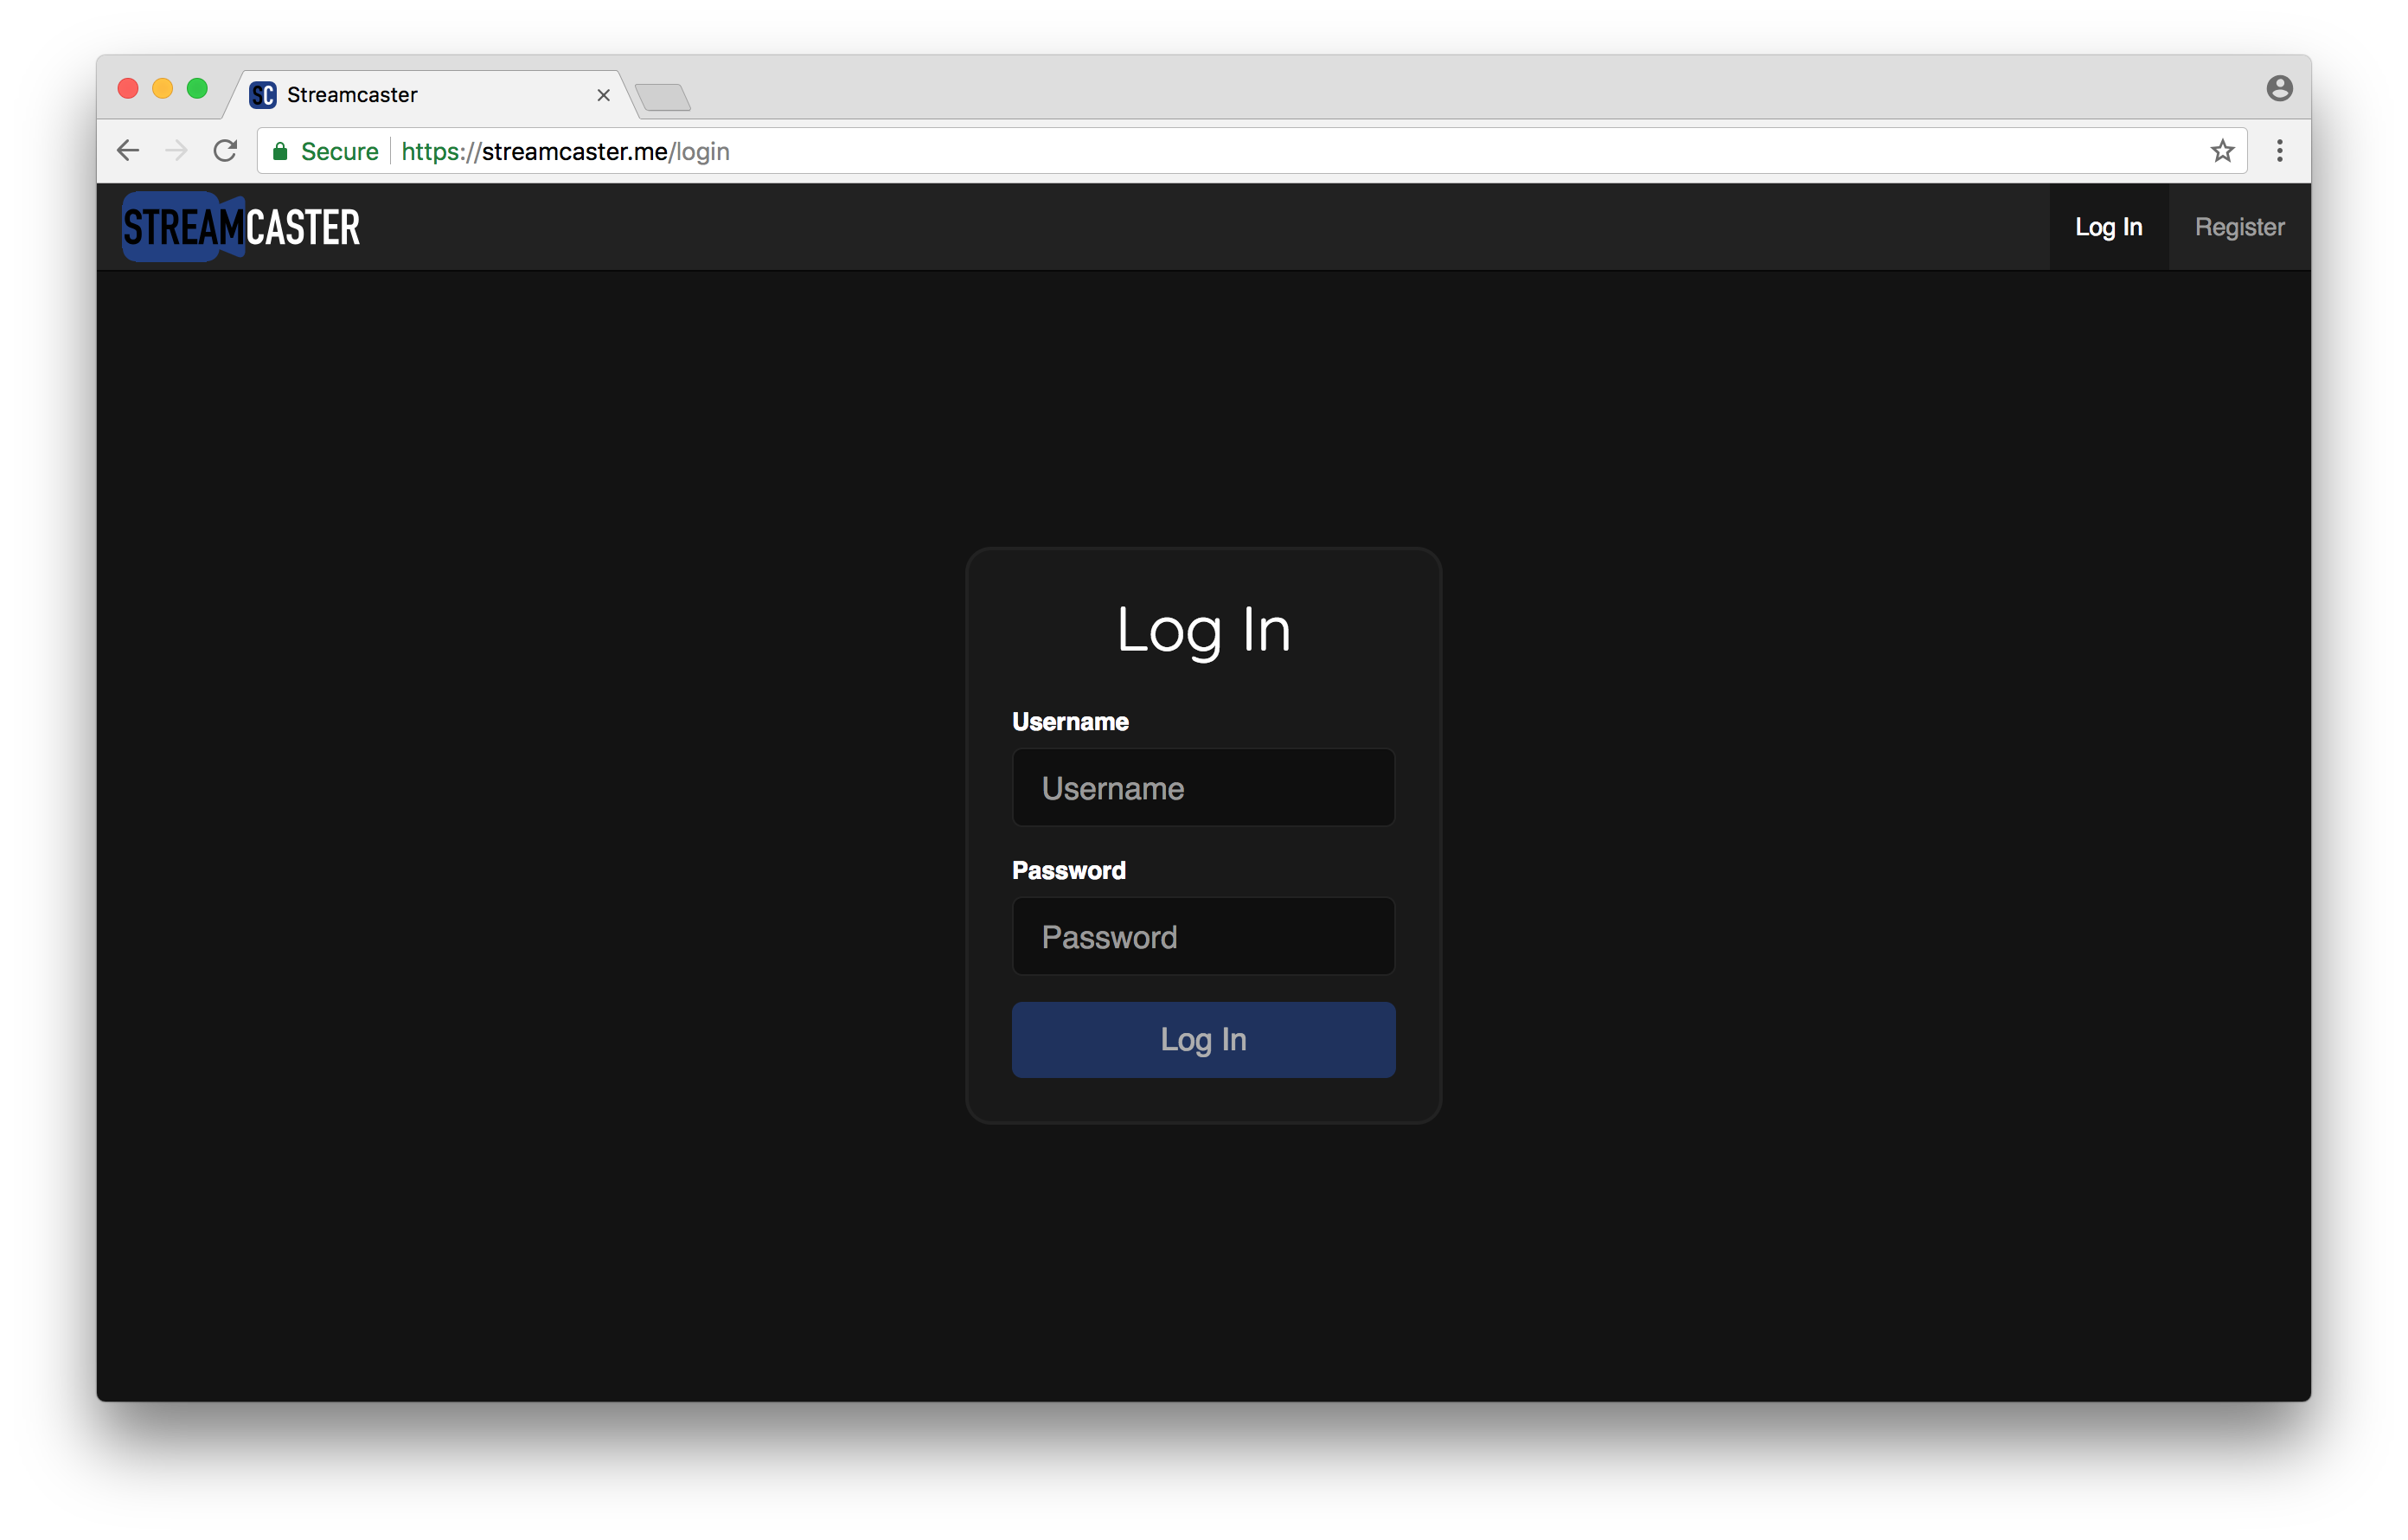 SC Streamcaster
Secure https://streamcaster.me/login
STREAMCASTER Log In Register
Log In
Username
Username
Password
Password
Log In